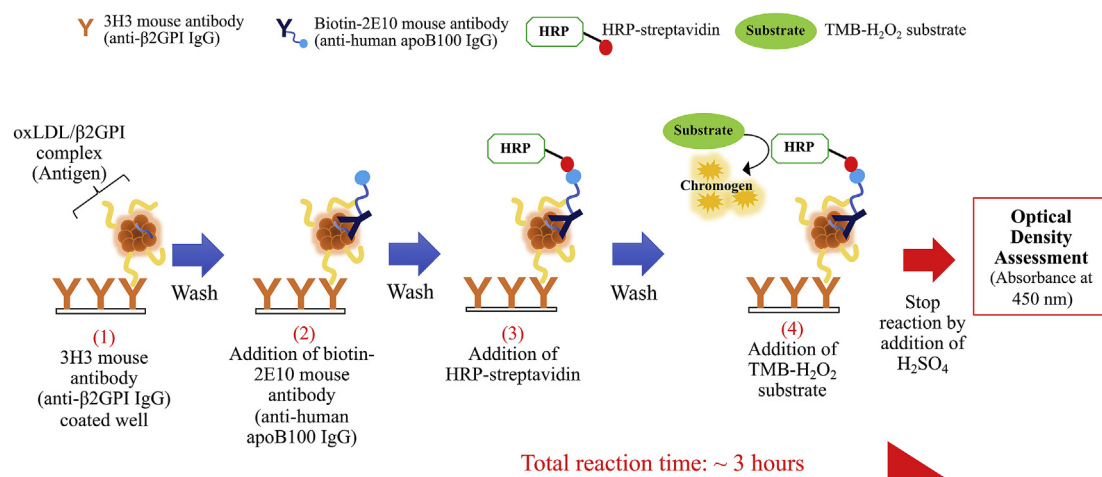 3H3 mouse antibody
(anti-β2GPI IgG)
Biotin-2E10 mouse antibody
(anti-human apoB100 IgG)
HRP
HRP-streptavidin
Substrate
TMB-H₂O₂ substrate
oxLDL/β2GPI
complex
(Antigen)
Wash
Wash
HRP
Wash
Substrate
HRP
Chromogen
(1)
3H3 mouse
antibody
(anti-β2GPI IgG)
coated well
(2)
Addition of biotin-
2E10 mouse
antibody
(anti-human
apoB100 IgG)
(3)
Addition of
HRP-streptavidin
(4)
Addition of
TMB-H₂O₂
substrate
Stop
reaction by
addition of
H₂SO₄
Optical
Density
Assessment
(Absorbance at
450 nm)
Total reaction time: ~ 3 hours